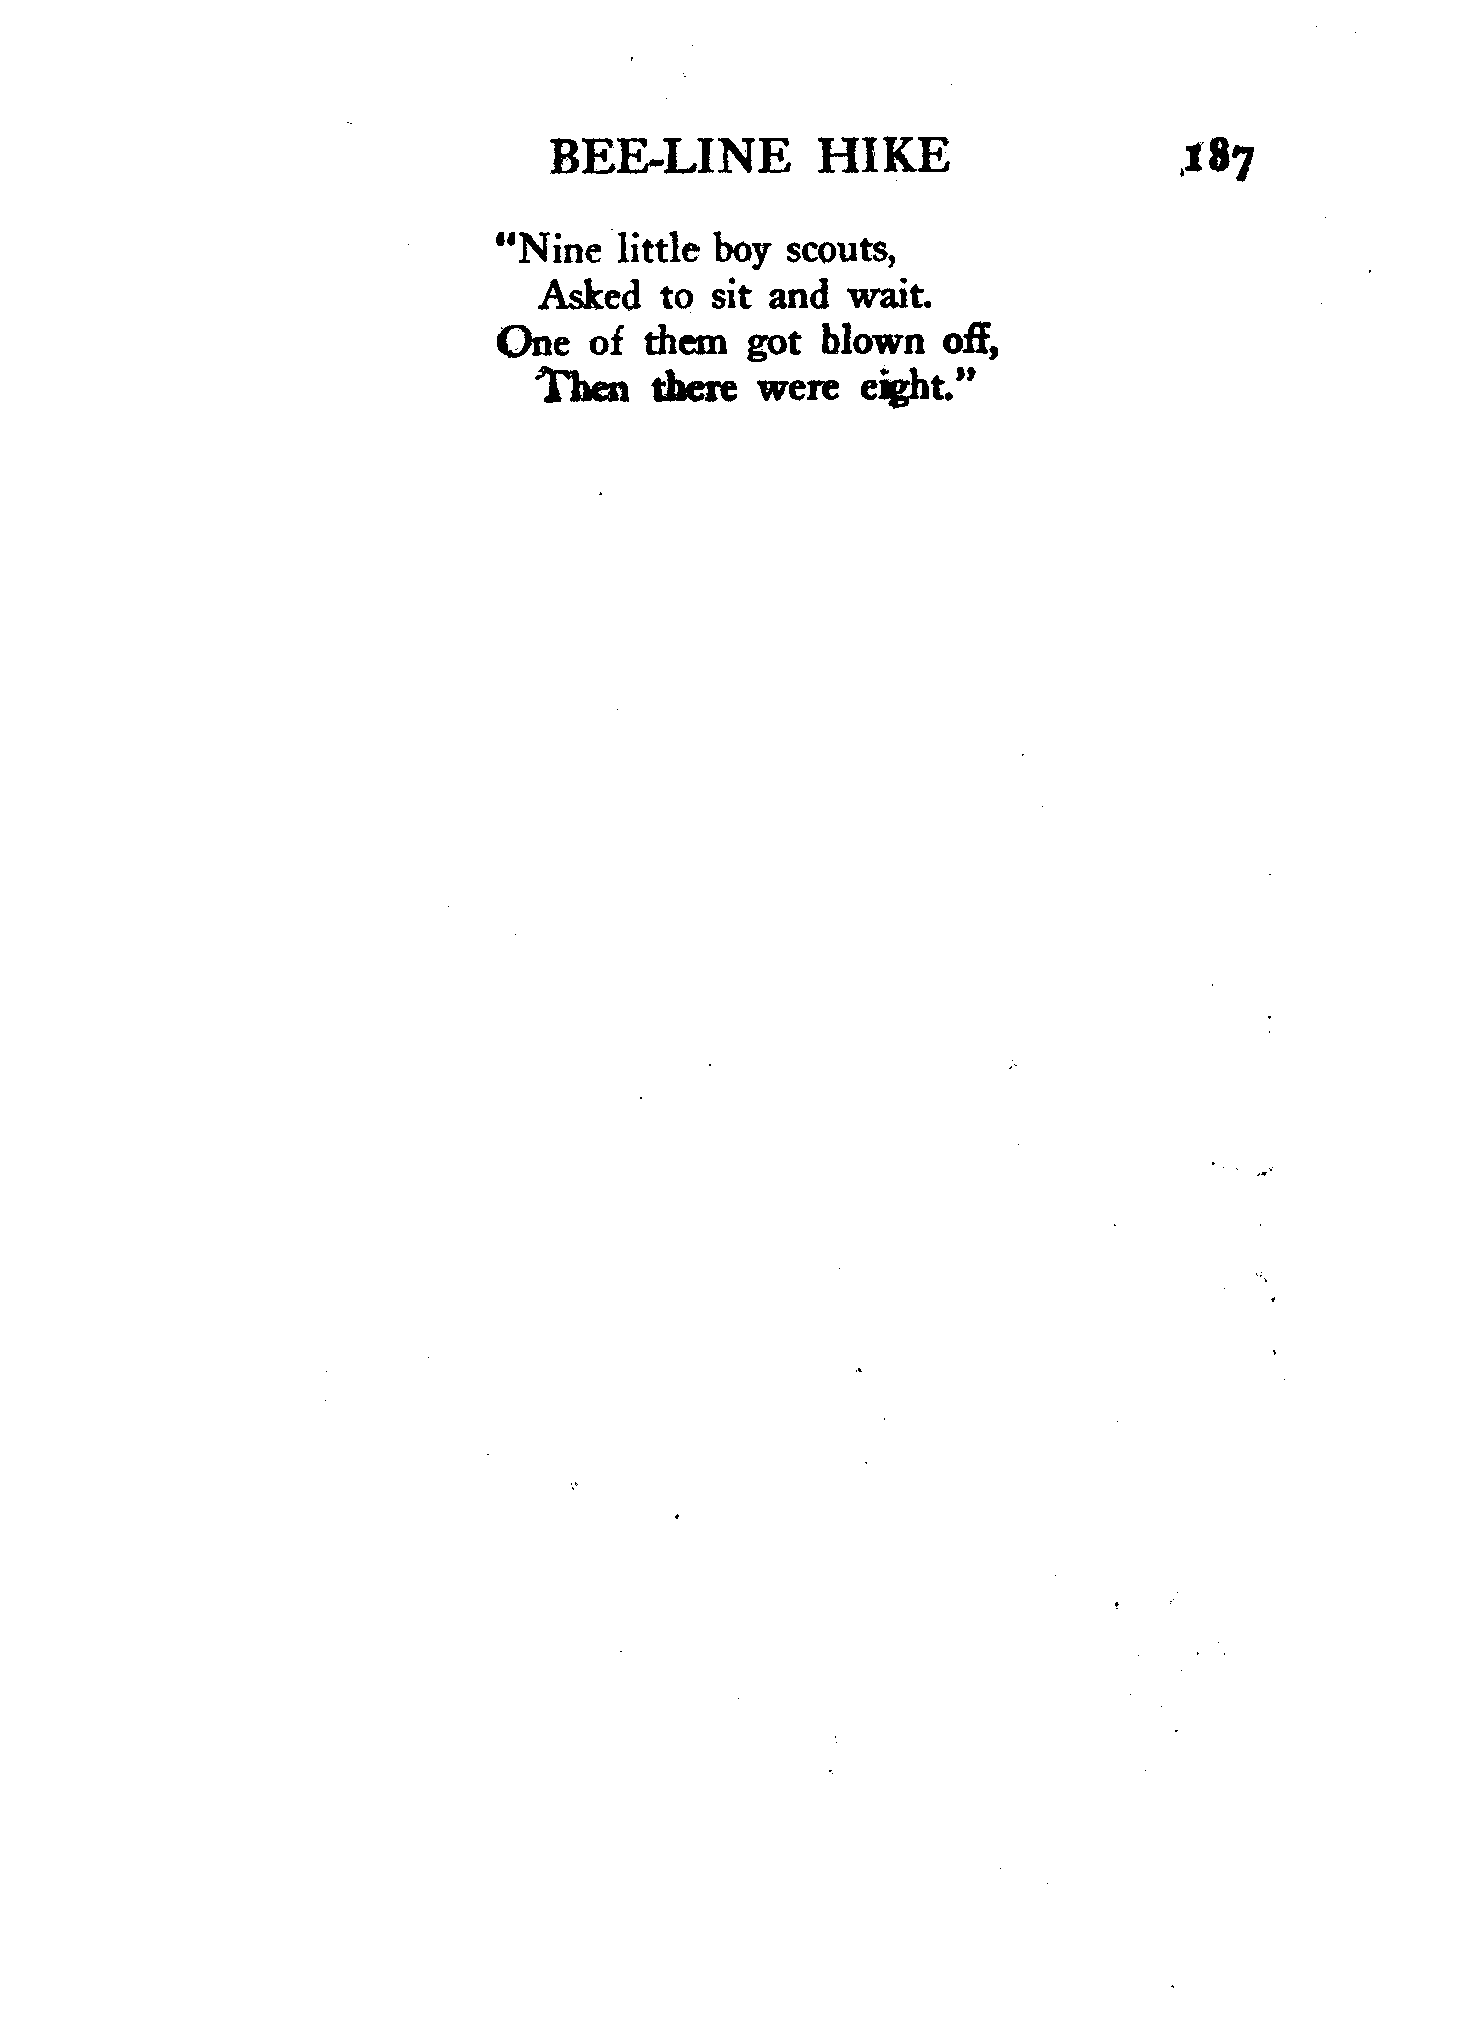 BEE-LINE HIKE 187
"Nine little boy scouts,
Asked to sit and wait.
One of them got blown off,
Then there were eight."